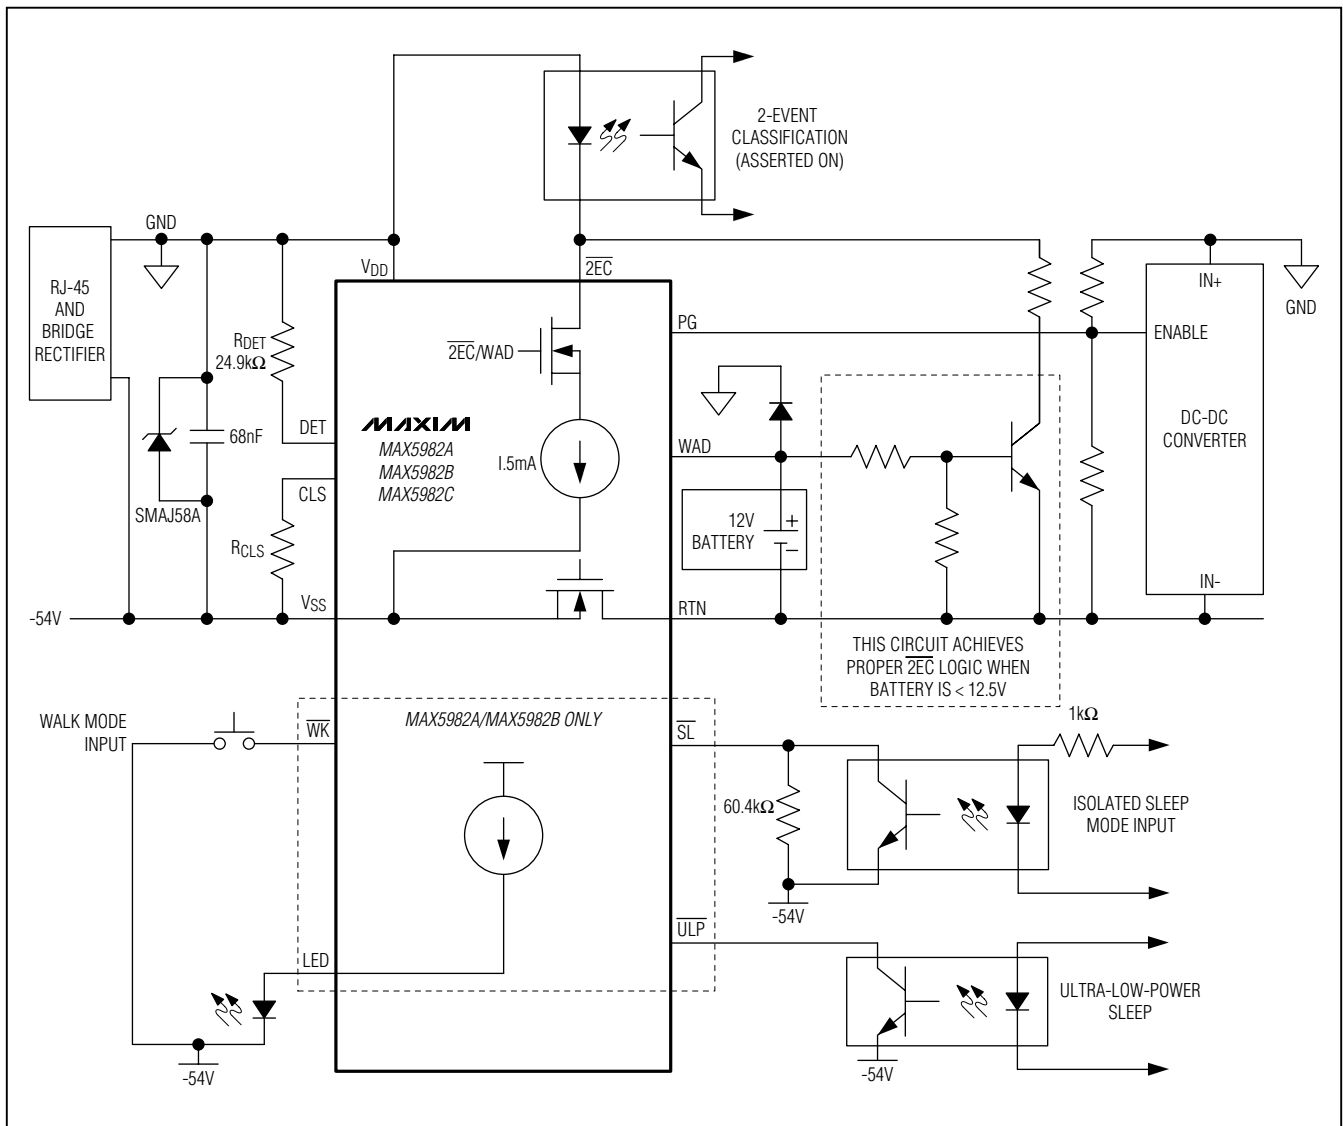 2-EVENT
CLASSIFICATION
(ASSERTED ON)
GND
RJ-45
AND
BRIDGE
RECTIFIER
VDD
2EC
IN+
GND
PG
ENABLE
RDET
24.9kΩ
2EC/WAD
DC-DC
CONVERTER
68nF
DET
MAXIM
MAX5982A
MAX5982B
MAX5982C
1.5mA
WAD
CLS
SMAJ58A
12V
BATTERY
+
–
RCLS
IN-
VSS
RTN
-54V
THIS CIRCUIT ACHIEVES
PROPER 2EC LOGIC WHEN
BATTERY IS < 12.5V
WALK MODE
INPUT
WK
MAX5982A/MAX5982B ONLY
SL
1kΩ
60.4kΩ
ISOLATED SLEEP
MODE INPUT
-54V
ULP
LED
ULTRA-LOW-POWER
SLEEP
-54V
-54V